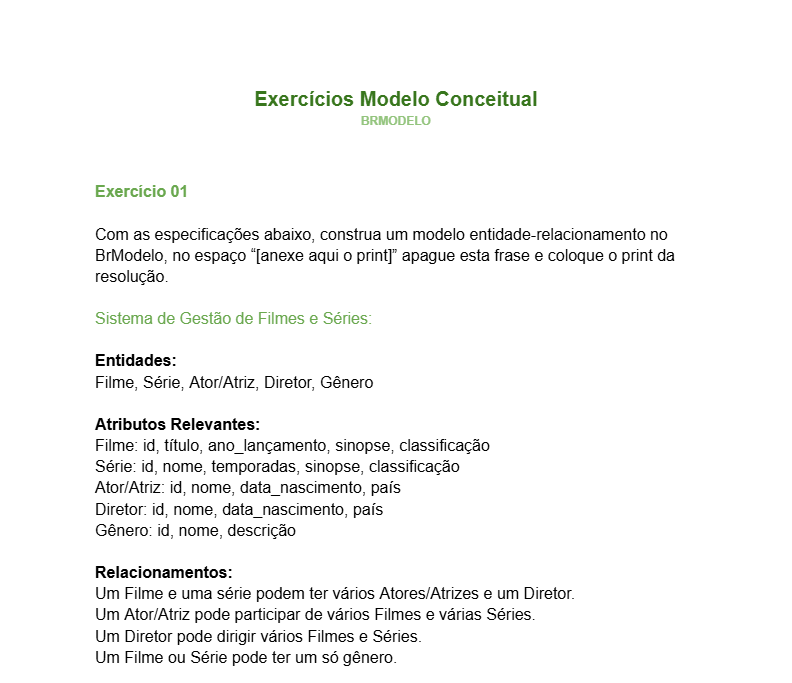 Exercícios Modelo Conceitual
BRMODELO
Exercício 01
Com as especificações abaixo, construa um modelo entidade-relacionamento no
BrModelo, no espaço “[anexe aqui o print]” apague esta frase e coloque o print da
resolução.
Sistema de Gestão de Filmes e Séries:
Entidades:
Filme, Série, Ator/Atriz, Diretor, Gênero
Atributos Relevantes:
Filme: id, título, ano_lançamento, sinopse, classificação
Série: id, nome, temporadas, sinopse, classificação
Ator/Atriz: id, nome, data_nascimento, país
Diretor: id, nome, data_nascimento, país
Gênero: id, nome, descrição
Relacionamentos:
Um Filme e uma série podem ter vários Atores/Atrizes e um Diretor.
Um Ator/Atriz pode participar de vários Filmes e várias Séries.
Um Diretor pode dirigir vários Filmes e Séries.
Um Filme ou Série pode ter um só gênero.